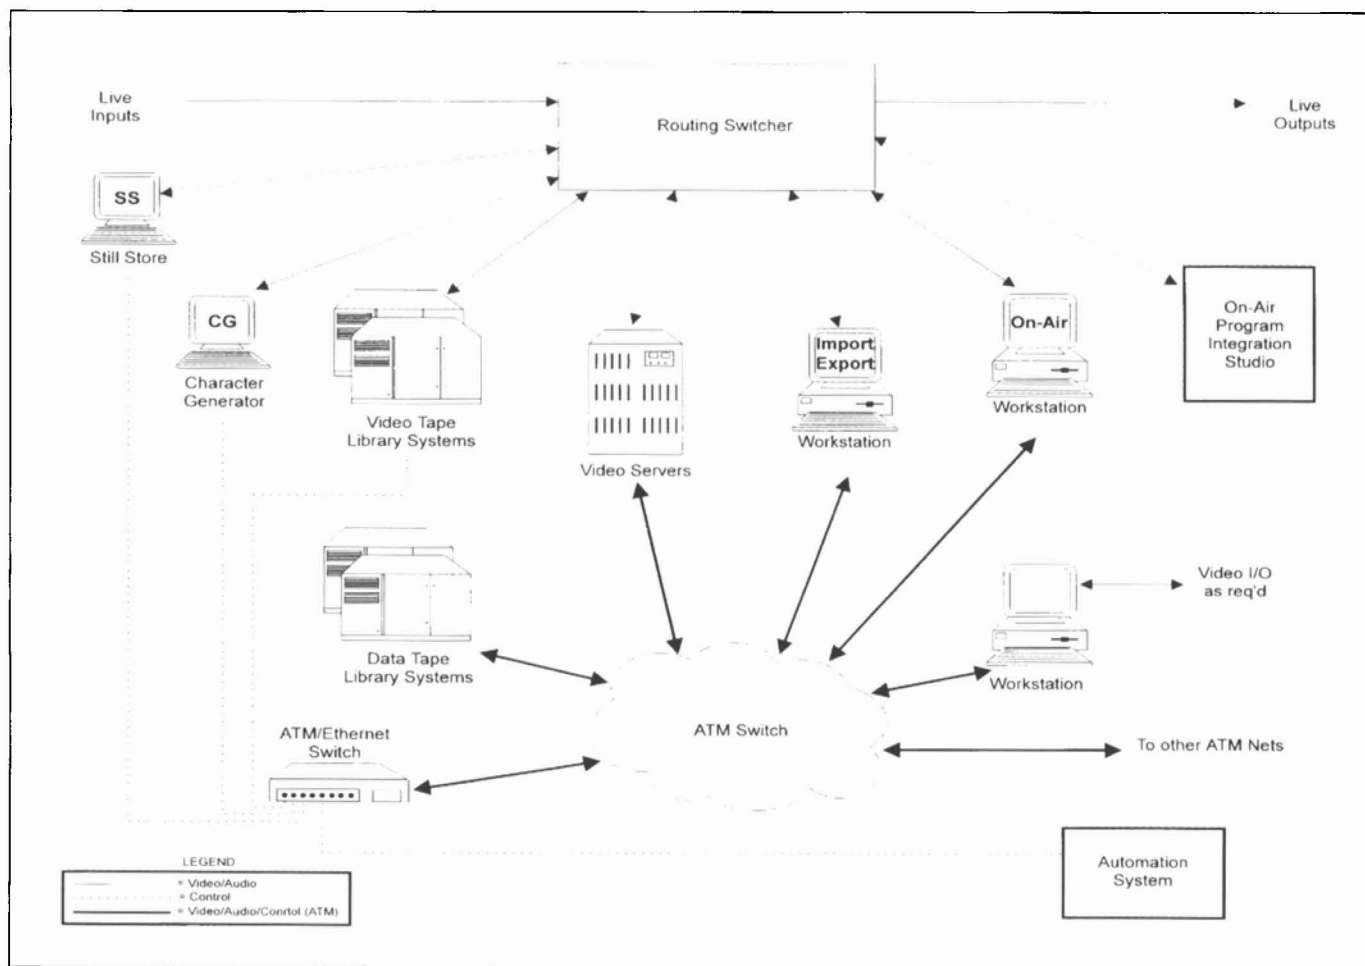 Live
Inputs
Routing Switcher
Live
Outputs
SS
Still Store
CG
Character
Generator
Video Tape
Library Systems
Video Servers
Import
Export
Workstation
On-Air
Workstation
On-Air
Program
Integration
Studio
Data Tape
Library Systems
Video I/O
as req'd
Workstation
ATM/Ethernet
Switch
ATM Switch
To other ATM Nets
Automation
System
LEGEND
= Video/Audio
= Control
= Video/Audio/Conrtol (ATM)